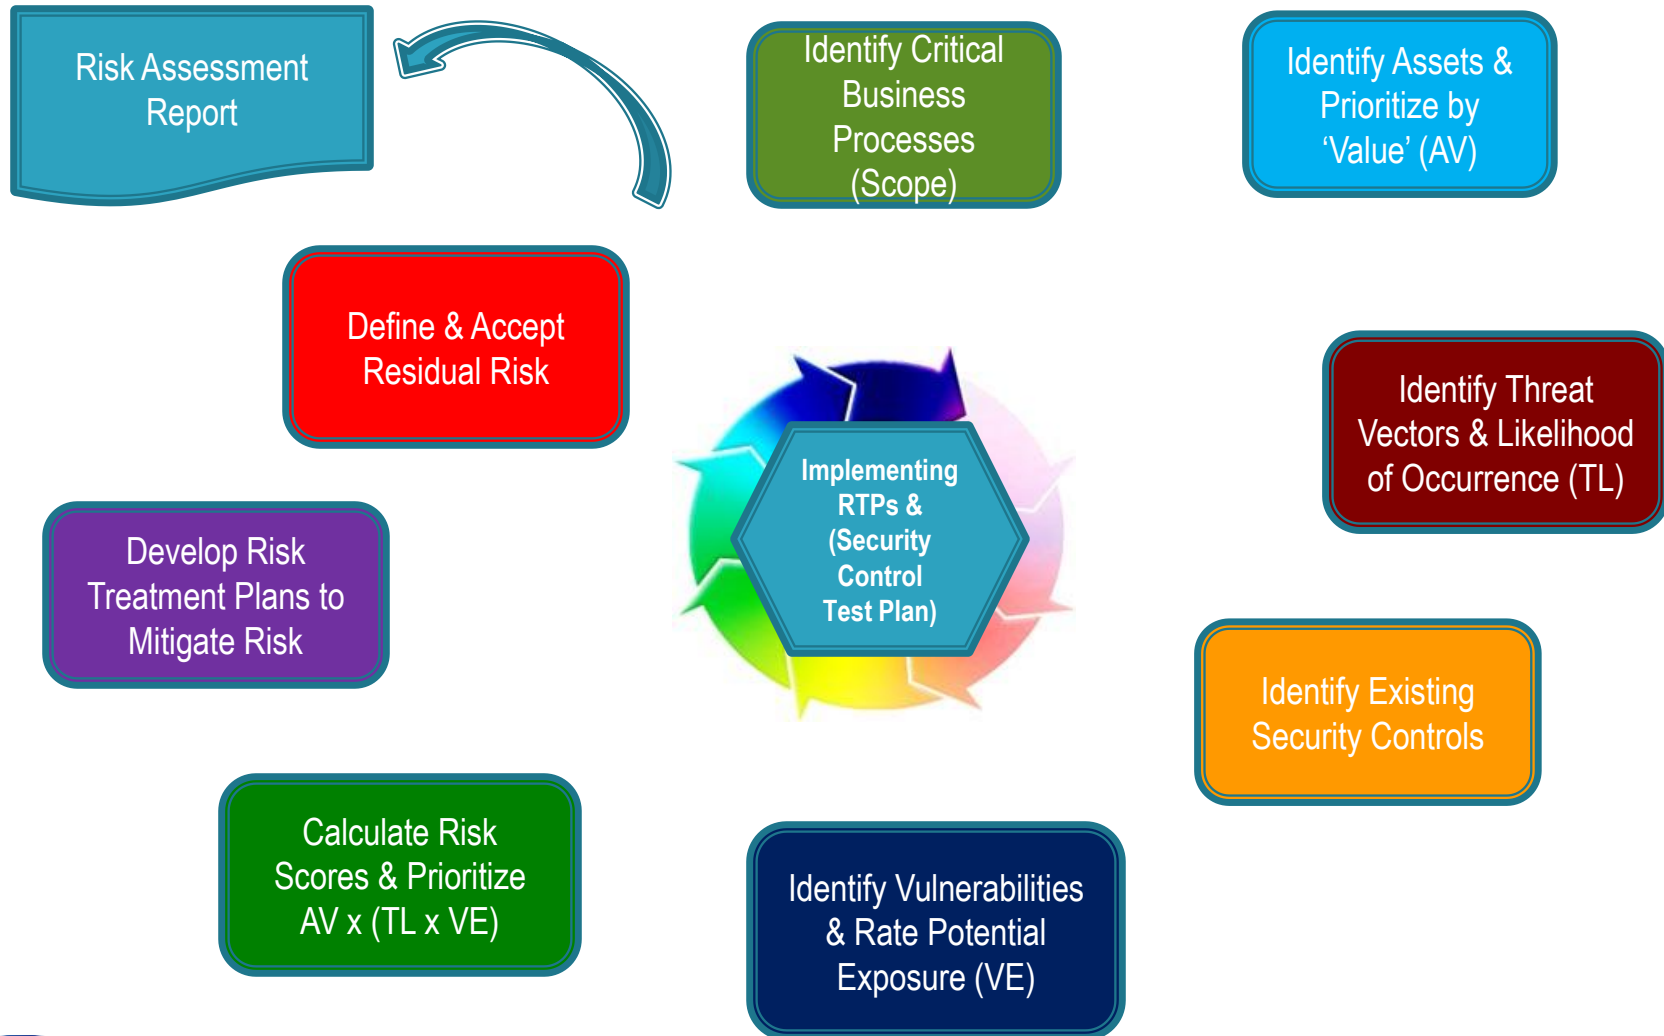 Risk Assessment
Report
Identify Critical
Business
Processes
(Scope)
Identify Assets &
Prioritize by
‘Value’ (AV)
Define & Accept
Residual Risk
Identify Threat
Vectors & Likelihood
of Occurrence (TL)
Implementing
RTPs &
(Security
Control
Test Plan)
Develop Risk
Treatment Plans to
Mitigate Risk
Identify Existing
Security Controls
Calculate Risk
Scores & Prioritize
AV x (TL x VE)
Identify Vulnerabilities
& Rate Potential
Exposure (VE)